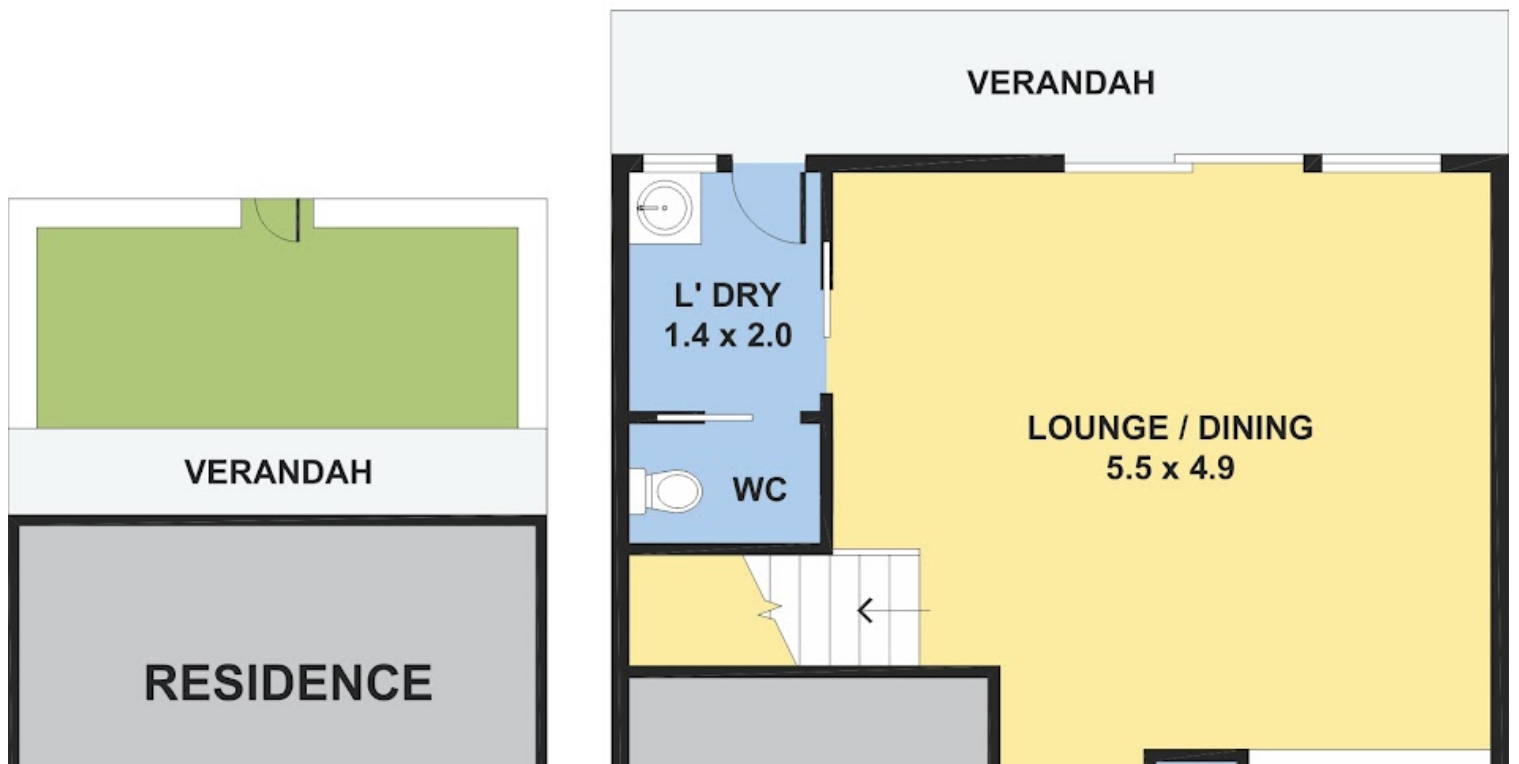 VERANDAH
RESIDENCE
VERANDAH
L' DRY
1.4 x 2.0
WC
LOUNGE / DINING
5.5 x 4.9